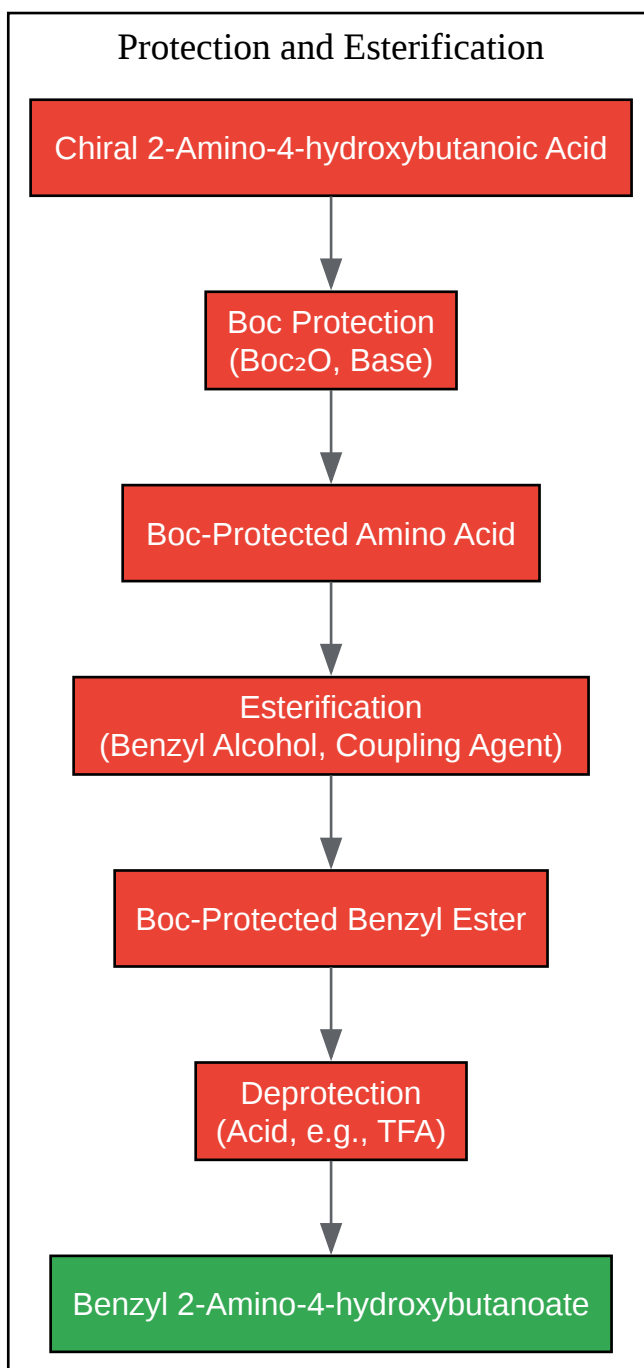 Protection and Esterification
Chiral 2-Amino-4-hydroxybutanoic Acid
Boc Protection
(Boc₂O, Base)
Boc-Protected Amino Acid
Esterification
(Benzyl Alcohol, Coupling Agent)
Boc-Protected Benzyl Ester
Deprotection
(Acid, e.g., TFA)
Benzyl 2-Amino-4-hydroxybutanoate